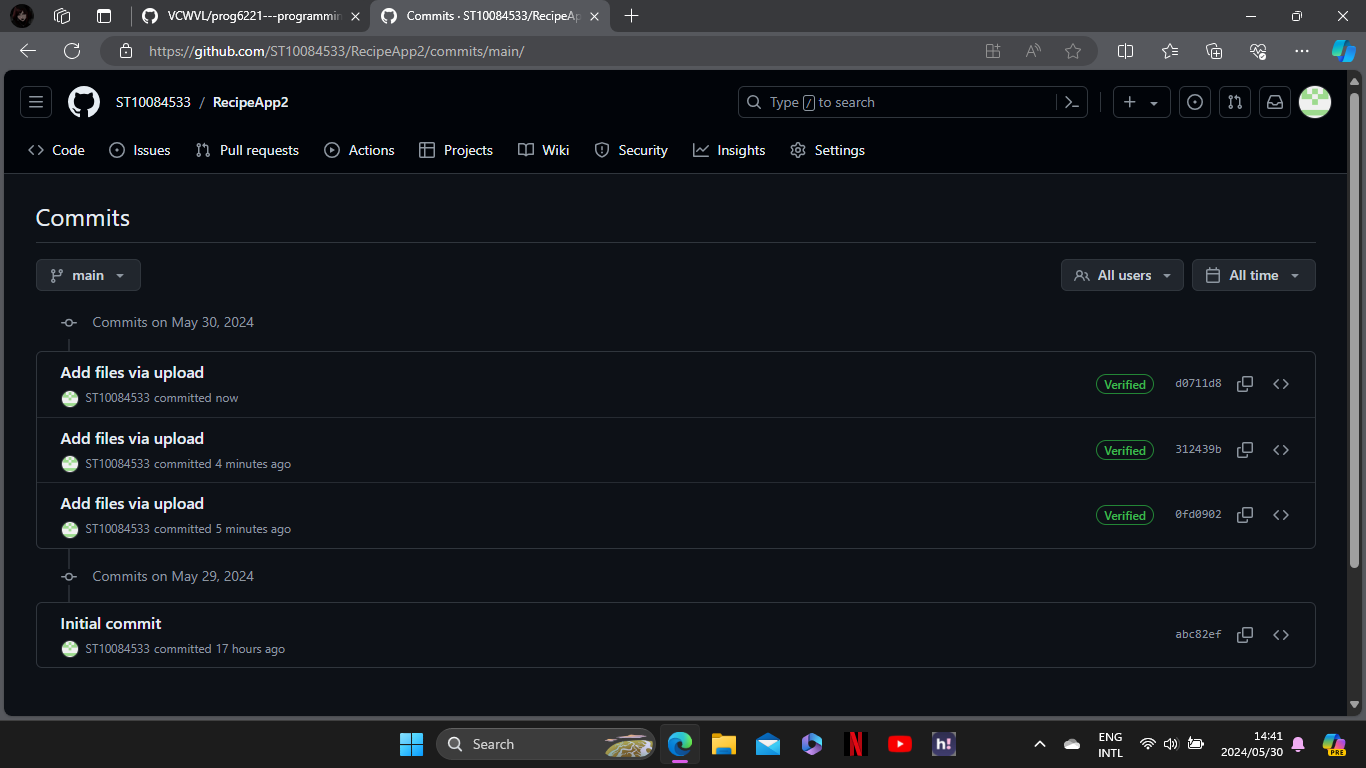 VCWVL/prog6221---programmin
Commits · ST10084533/RecipeAp
https://github.com/ST10084533/RecipeApp2/commits/main/
ST10084533 / RecipeApp2
Type / to search
Code Issues Pull requests Actions Projects Wiki Security Insights Settings
Commits
main
All users All time
Commits on May 30, 2024
Add files via upload
ST10084533 committed now
Verified d0711d8
Add files via upload
ST10084533 committed 4 minutes ago
Verified 312439b
Add files via upload
ST10084533 committed 5 minutes ago
Verified 0fd0902
Commits on May 29, 2024
Initial commit
ST10084533 committed 17 hours ago
abc82ef
Search
N
h!
ENG
INTL
14:41
2024/05/30
PRE